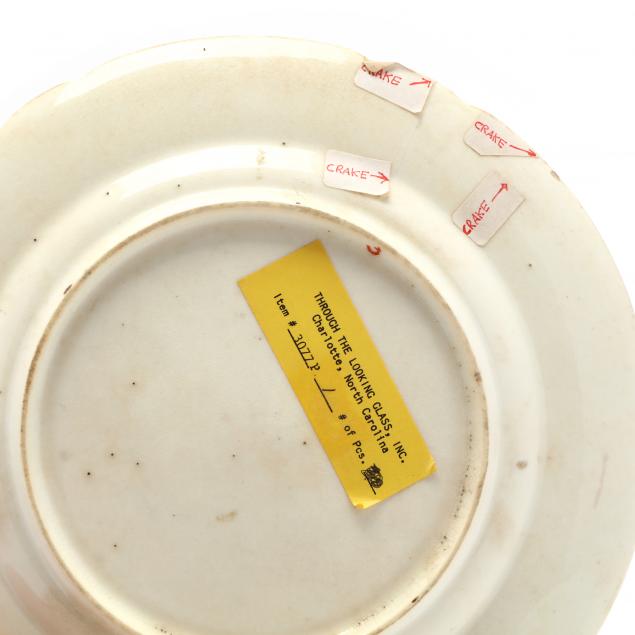 CRAKE
CRAKE
CRAKE
CRAKE
THROUGH THE LOOKING GLASS, INC.
Charlotte, North Carolina
Item # 3077P. 1 # of Pcs.